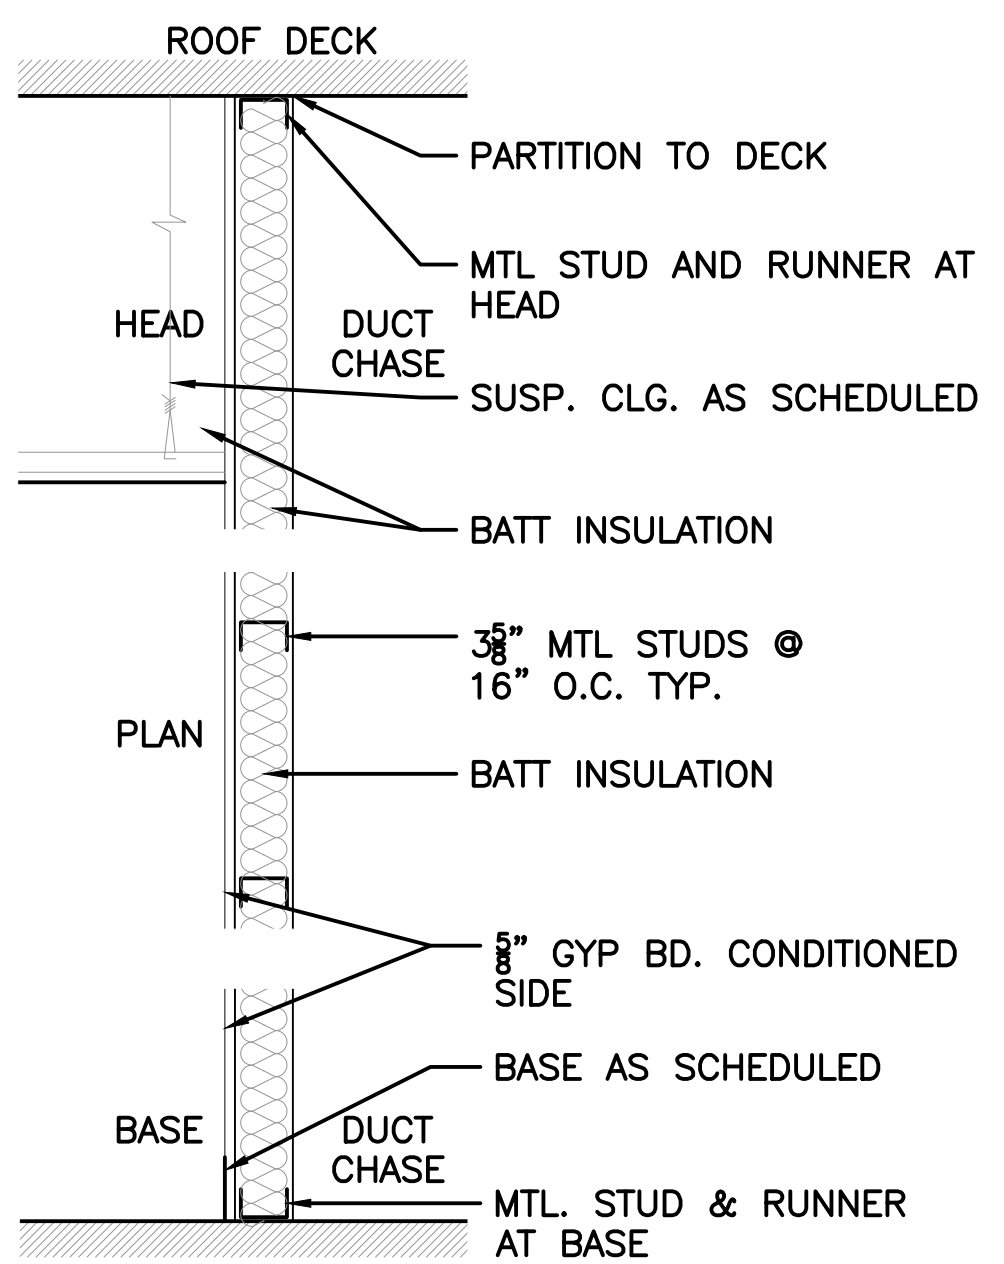 ROOF DECK
PARTITION TO DECK
MTL STUD AND RUNNER AT
HEAD
HEAD
DUCT
CHASE
SUSP. CLG. AS SCHEDULED
BATT INSULATION
3 5/8" MTL STUDS @
16" O.C. TYP.
PLAN
BATT INSULATION
5/8" GYP BD. CONDITIONED
SIDE
BASE AS SCHEDULED
BASE
DUCT
CHASE
MTL. STUD & RUNNER
AT BASE